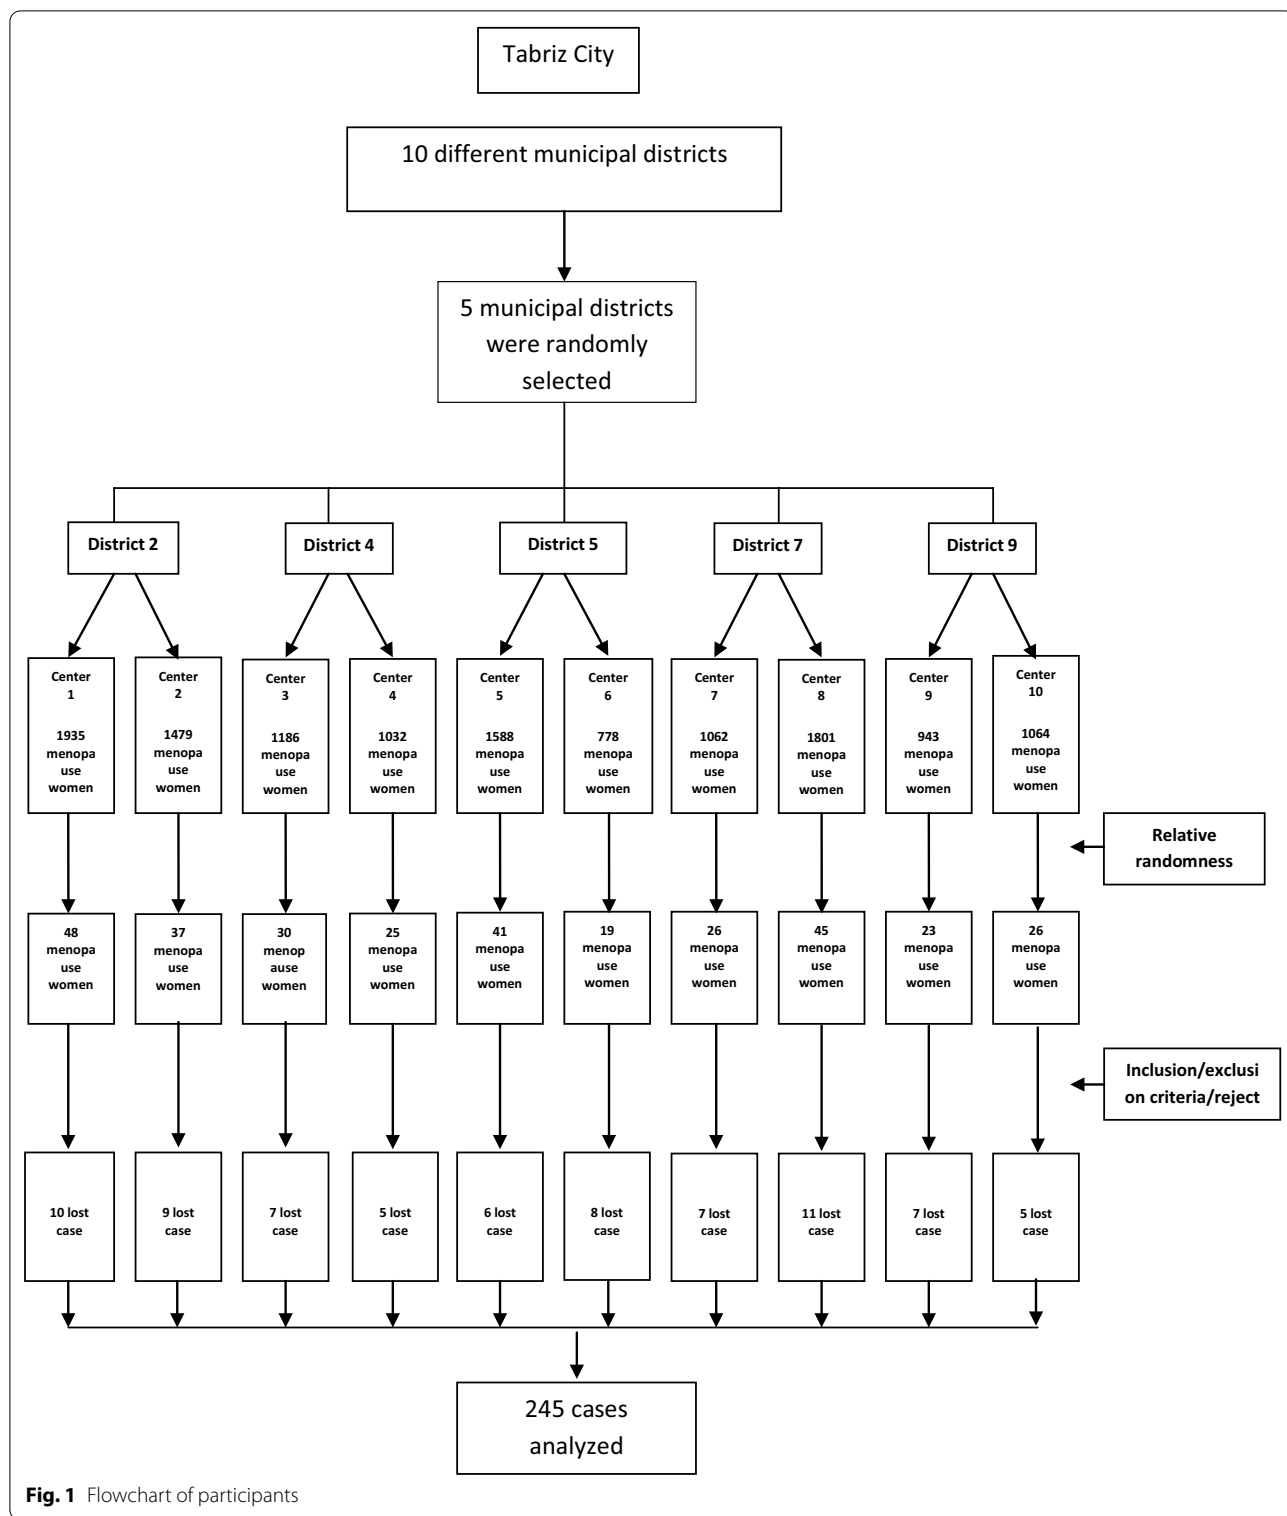 Tabriz City
10 different municipal districts
5 municipal districts
were randomly
selected
District 2
District 4
District 5
District 7
District 9
Center
1
1935
menopa
use
women
Center
2
1479
menopa
use
women
Center
3
1186
menopa
use
women
Center
4
1032
menopa
use
women
Center
5
1588
menopa
use
women
Center
6
778
menopa
use
women
Center
7
1062
menopa
use
women
Center
8
1801
menopa
use
women
Center
9
943
menopa
use
women
Center
10
1064
menopa
use
women
Relative
randomness
48
menopa
use
women
37
menopa
use
women
30
menop
ause
women
25
menopa
use
women
41
menopa
use
women
19
menopa
use
women
26
menopa
use
women
45
menopa
use
women
23
menopa
use
women
26
menopa
use
women
Inclusion/exclusi
on criteria/reject
10 lost
case
9 lost
case
7 lost
case
5 lost
case
6 lost
case
8 lost
case
7 lost
case
11 lost
case
7 lost
case
5 lost
case
245 cases
analyzed
Fig. 1 Flowchart of participants